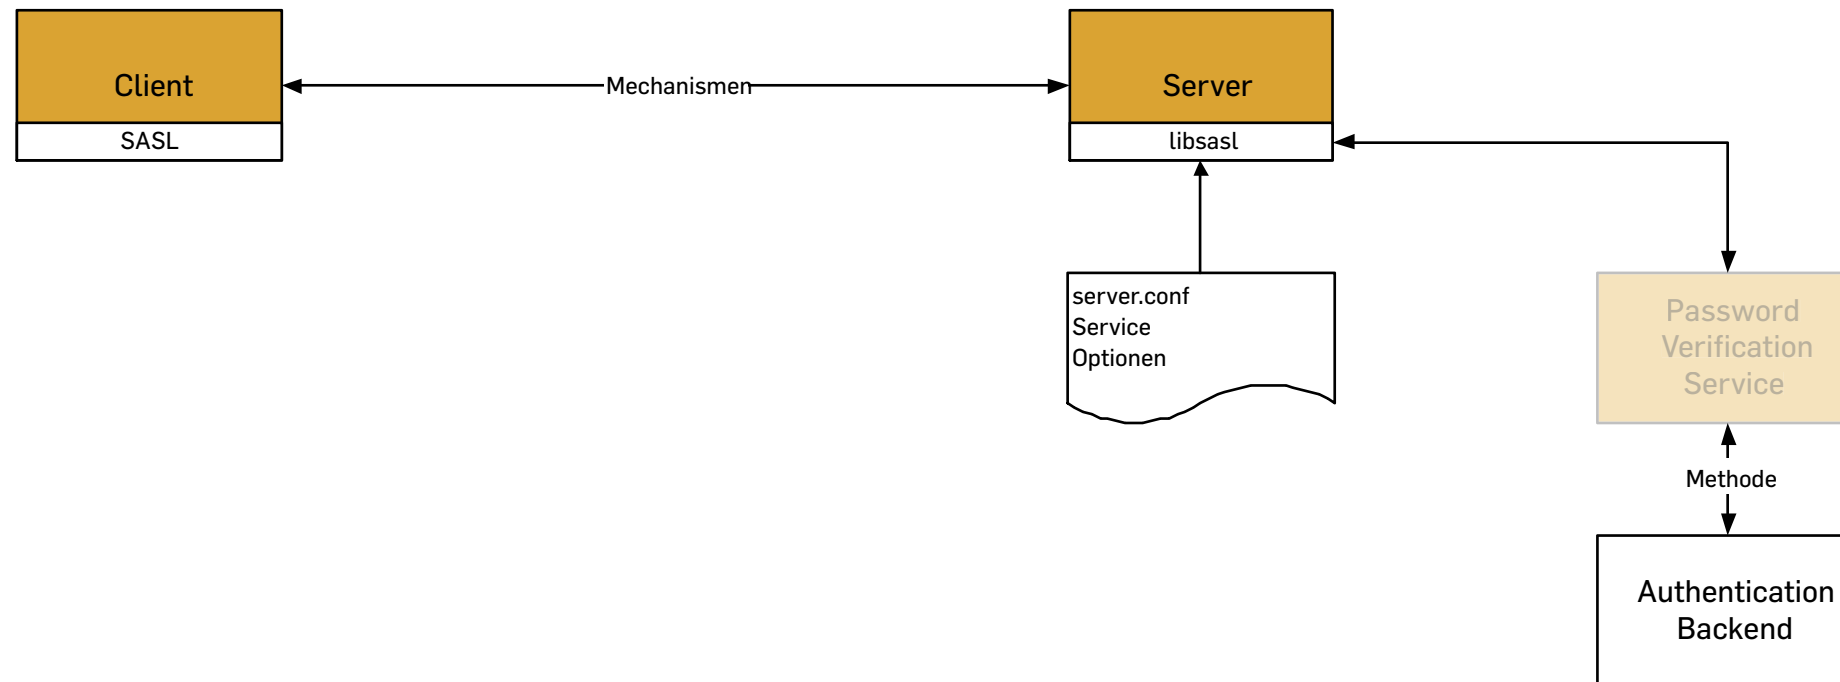 Client
SASL
Mechanismen
Server
libsasl
server.conf
Service
Optionen
Password
Verification
Service
Methode
Authentication
Backend